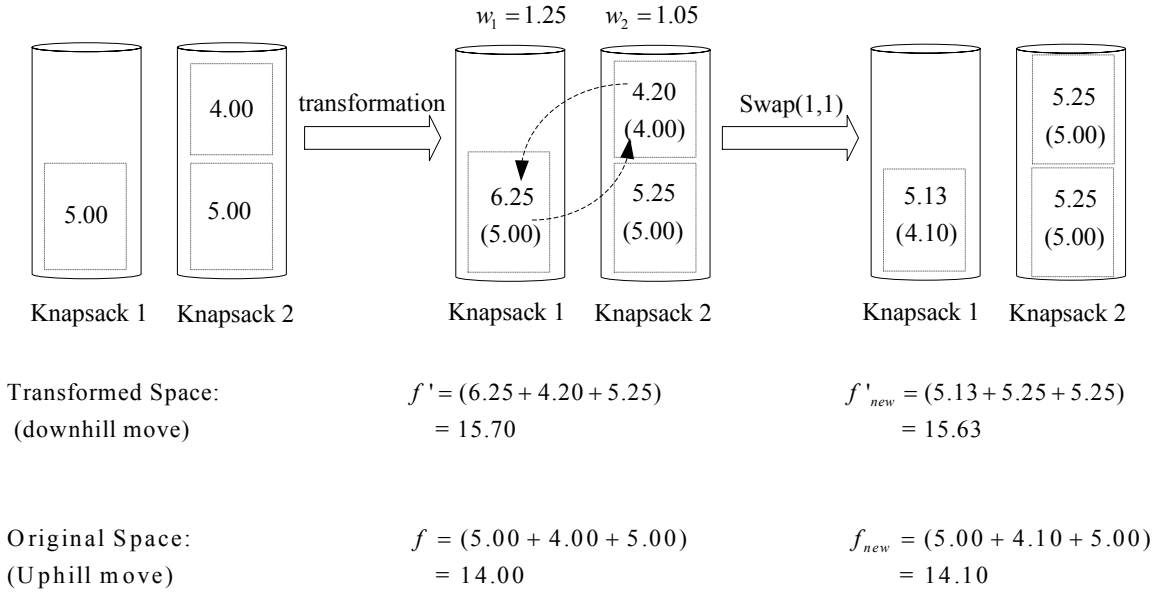 w₁ = 1.25 w₂ = 1.05
4.00
5.00
5.00
Knapsack 1 Knapsack 2
transformation
4.20
(4.00)
6.25
(5.00)
5.25
(5.00)
Knapsack 1 Knapsack 2
Swap(1,1)
5.25
(5.00)
5.13
(4.10)
5.25
(5.00)
Knapsack 1 Knapsack 2
Transformed Space: f ' = (6.25 + 4.20 + 5.25) f 'new = (5.13 + 5.25 + 5.25)
(downhill move) = 15.70 = 15.63
Original Space: f = (5.00 + 4.00 + 5.00) fnew = (5.00 + 4.10 + 5.00)
(Uphill move) = 14.00 = 14.10